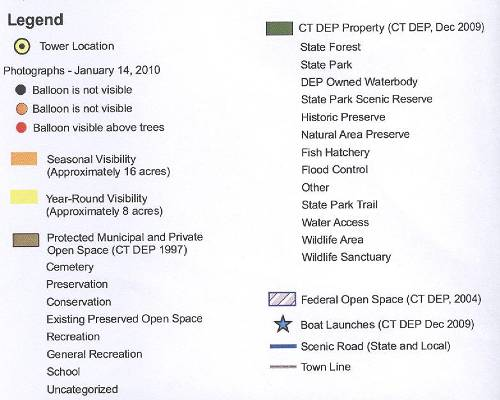 Legend
Tower Location
Photographs - January 14, 2010
Balloon is not visible
Balloon is not visible
Balloon visible above trees
Seasonal Visibility
(Approximately 16 acres)
Year-Round Visibility
(Approximately 8 acres)
Protected Municipal and Private
Open Space (CT DEP 1997)
Cemetery
Preservation
Conservation
Existing Preserved Open Space
Recreation
General Recreation
School
Uncategorized
CT DEP Property (CT DEP, Dec 2009)
State Forest
State Park
DEP Owned Waterbody
State Park Scenic Reserve
Historic Preserve
Natural Area Preserve
Fish Hatchery
Flood Control
Other
State Park Trail
Water Access
Wildlife Area
Wildlife Sanctuary
Federal Open Space (CT DEP, 2004)
Boat Launches (CT DEP Dec 2009)
Scenic Road (State and Local)
Town Line